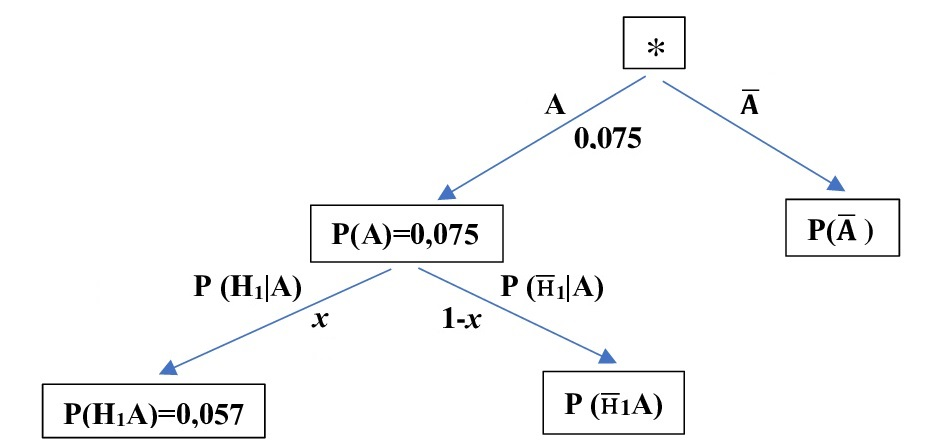 *
A
A̅
0,075
P(A)=0,075
P(A̅ )
P (H₁|A)
P (H̅₁|A)
x
1-x
P(H₁A)=0,057
P (H̅1A)